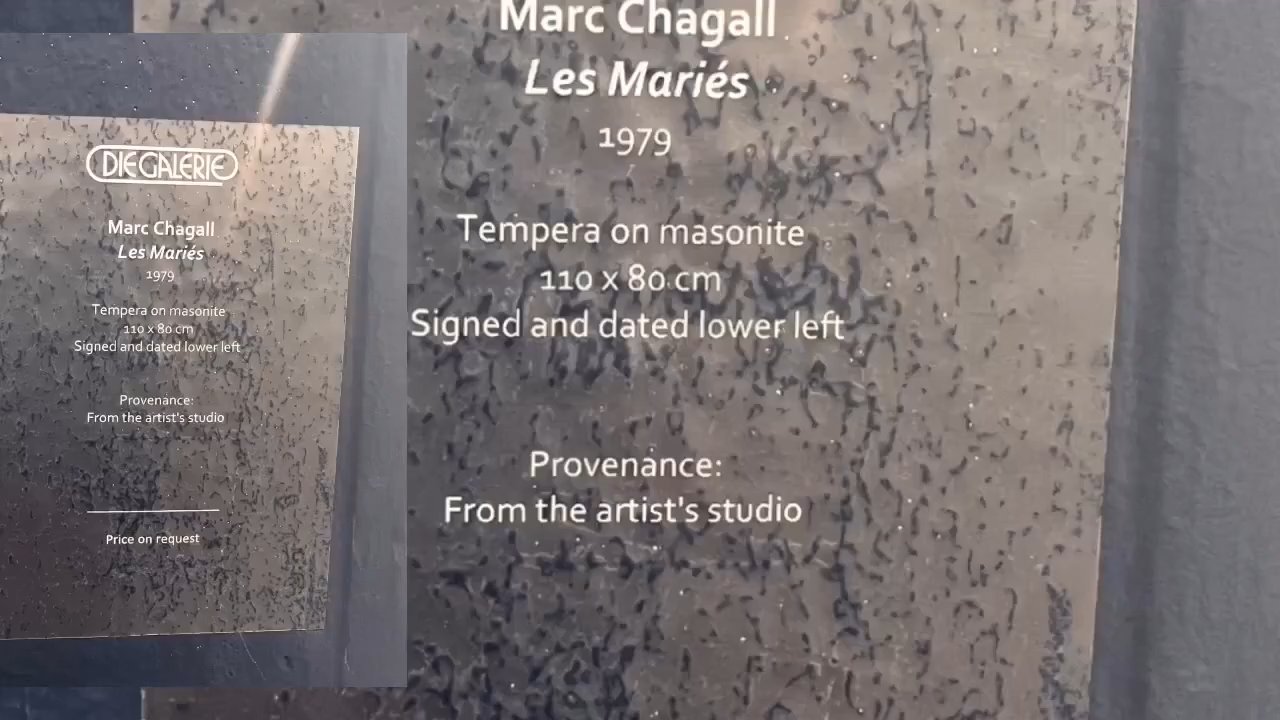 DIE GALERIE
Marc Chagall
Les Mariés
1979
Tempera on masonite
110 x 80 cm
Signed and dated lower left
Provenance:
From the artist's studio
Price on request
Marc Chagall
Les Mariés
1979
Tempera on masonite
110 x 80 cm
Signed and dated lower left
Provenance:
From the artist's studio